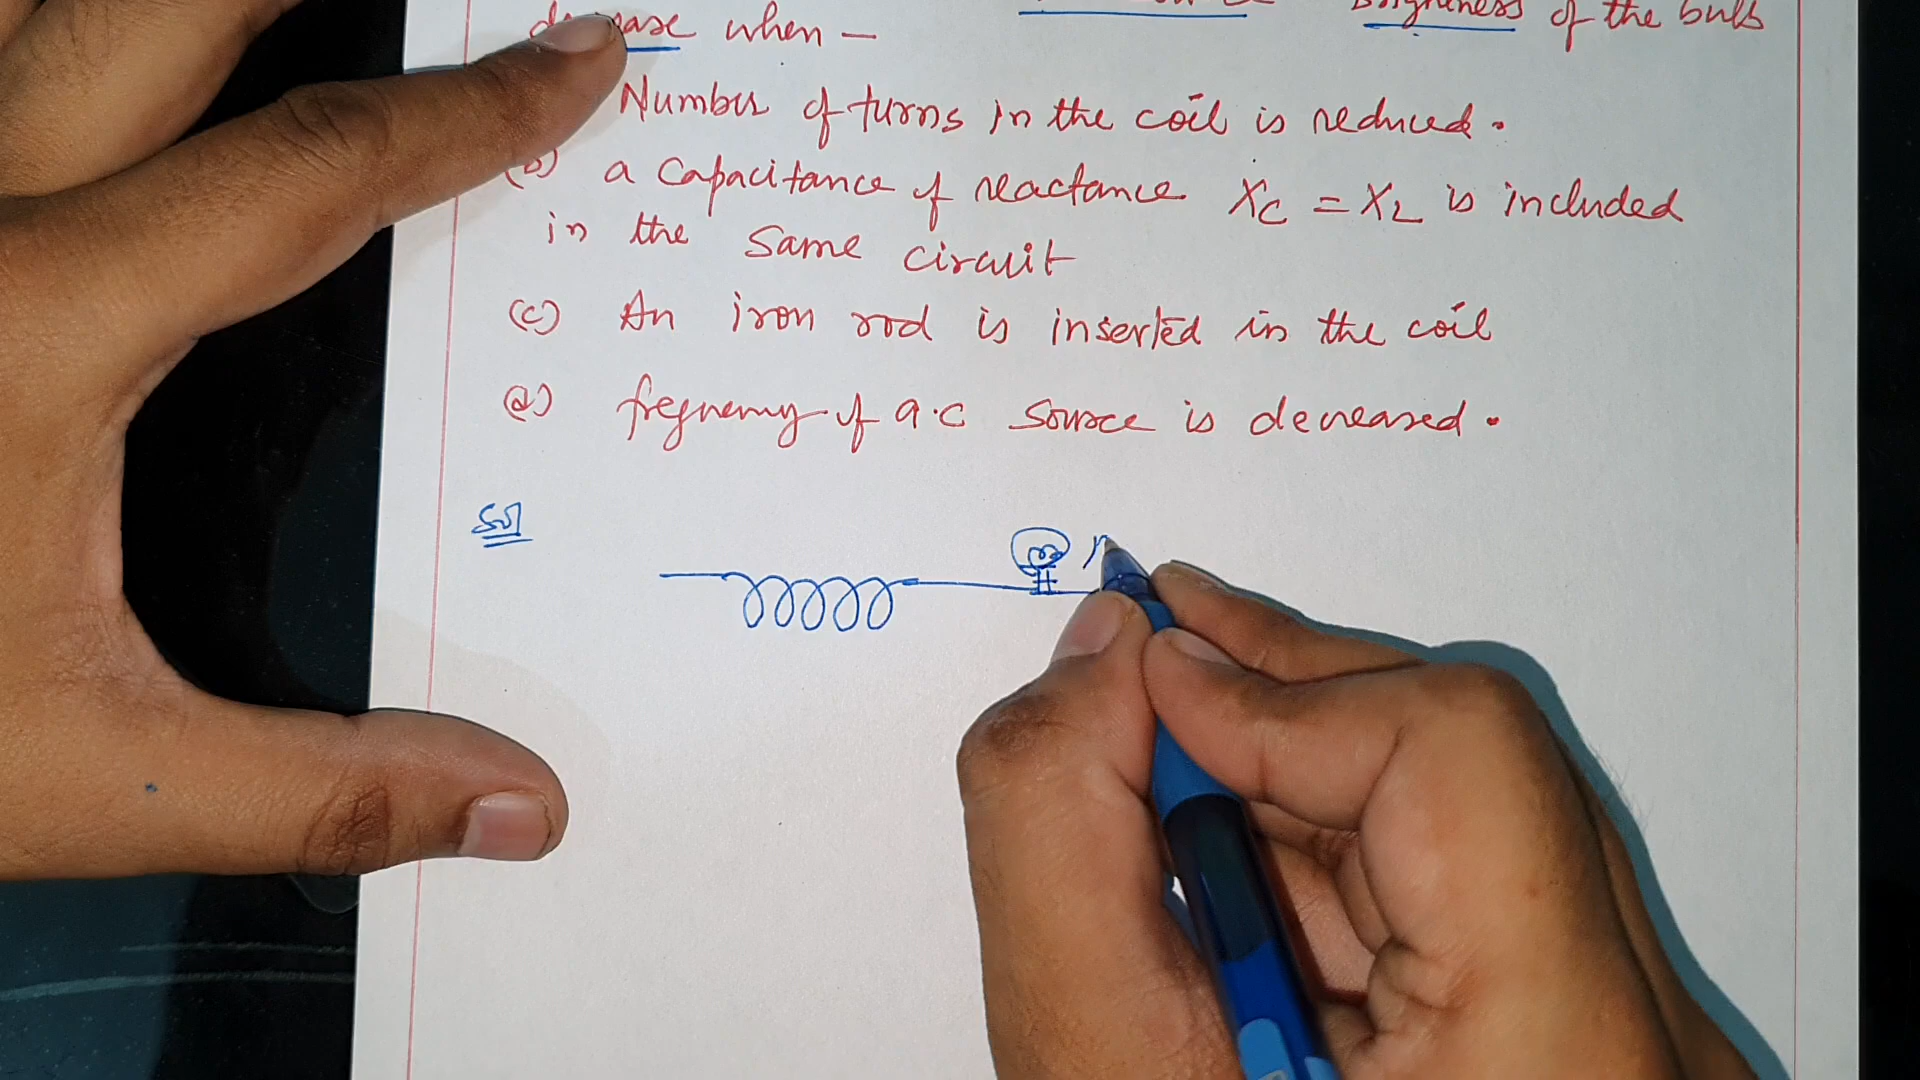 of the bulb
when —
Number of turns in the coil is reduced.
a capacitance of reactance XC = XL is included
in the same circuit
(c) An iron rod is inserted in the coil
(d) frequency of a.c source is decreased.
Sol